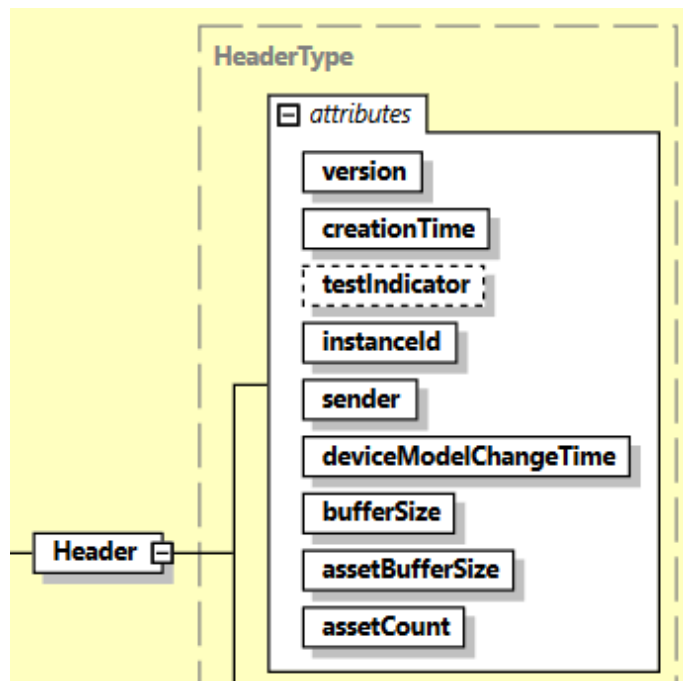 HeaderType
attributes
version
creationTime
testIndicator
instanceId
sender
deviceModelChangeTime
bufferSize
Header
assetBufferSize
assetCount